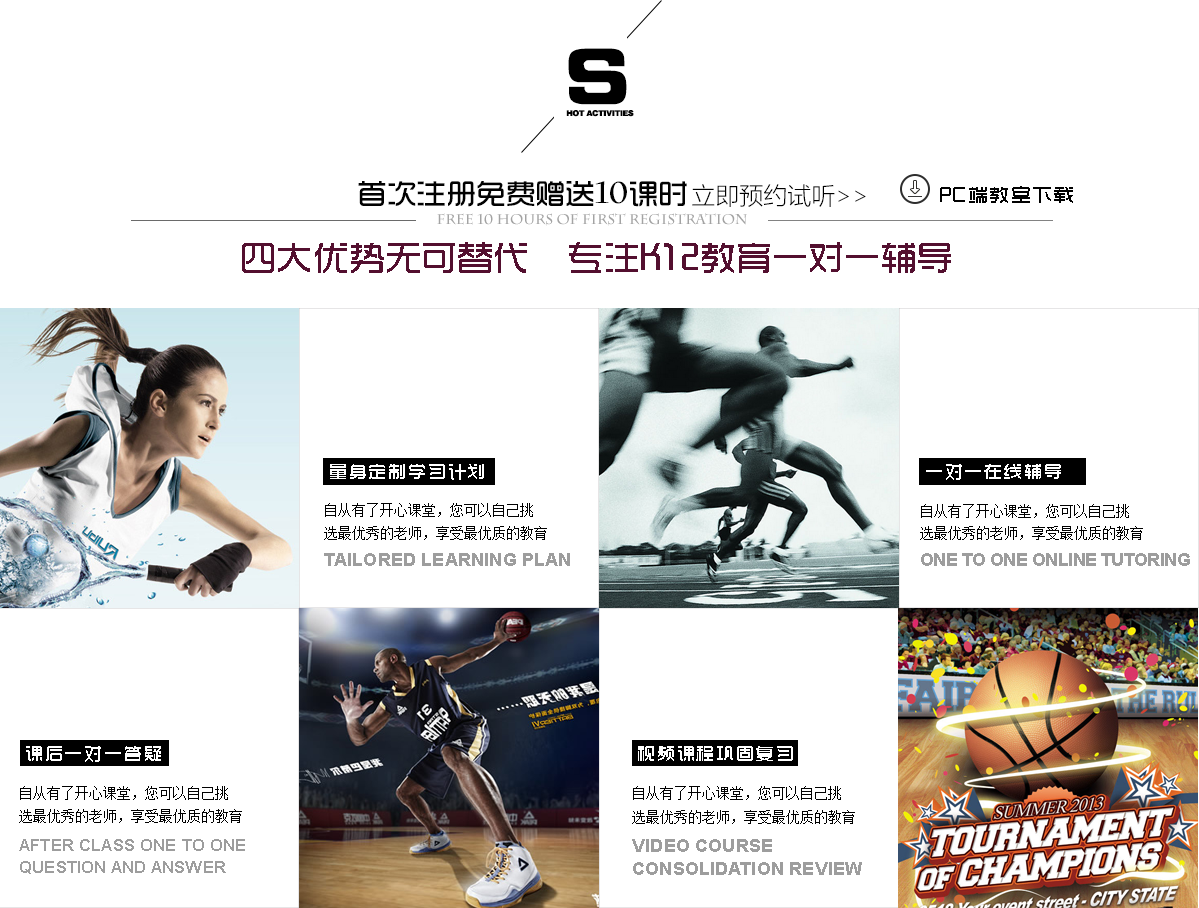 S
HOT ACTIVITIES
首次注册免费赠送10课时 立即预约试听>>
PC端教室下载
FREE 10 HOURS OF FIRST REGISTRATION
四大优势无可替代 专注K12教育一对一辅导
量身定制学习计划
自从有了开心课堂，您可以自己挑
选最优秀的老师，享受最优质的教育
TAILORED LEARNING PLAN
一对一在线辅导
自从有了开心课堂，您可以自己挑
选最优秀的老师，享受最优质的教育
ONE TO ONE ONLINE TUTORING
课后一对一答疑
自从有了开心课堂，您可以自己挑
选最优秀的老师，享受最优质的教育
AFTER CLASS ONE TO ONE
QUESTION AND ANSWER
视频课程巩固复习
自从有了开心课堂，您可以自己挑
选最优秀的老师，享受最优质的教育
VIDEO COURSE
CONSOLIDATION REVIEW
SUMMER 2013
TOURNAMENT
OF CHAMPIONS
Your event street - CITY STATE